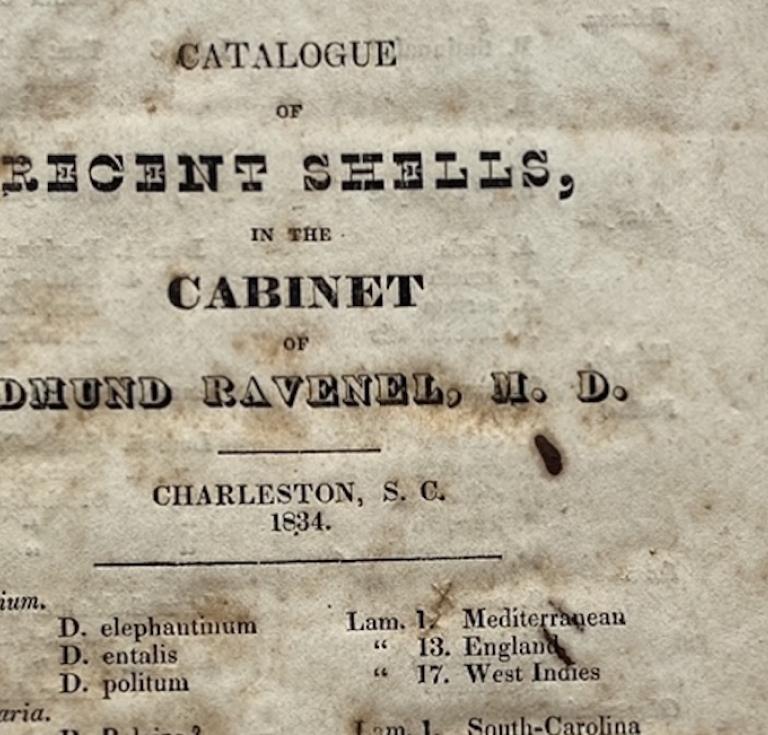 CATALOGUE
OF
RECENT SHELLS,
IN THE
CABINET
OF
DMUND RAVENEL, M. D.
CHARLESTON, S. C.
1834.
ium.
D. elephantinum Lam. 1. Mediterranean
D. entalis “ 13. England
D. politum “ 17. West Indies
aria.
Lam. 1. South-Carolina